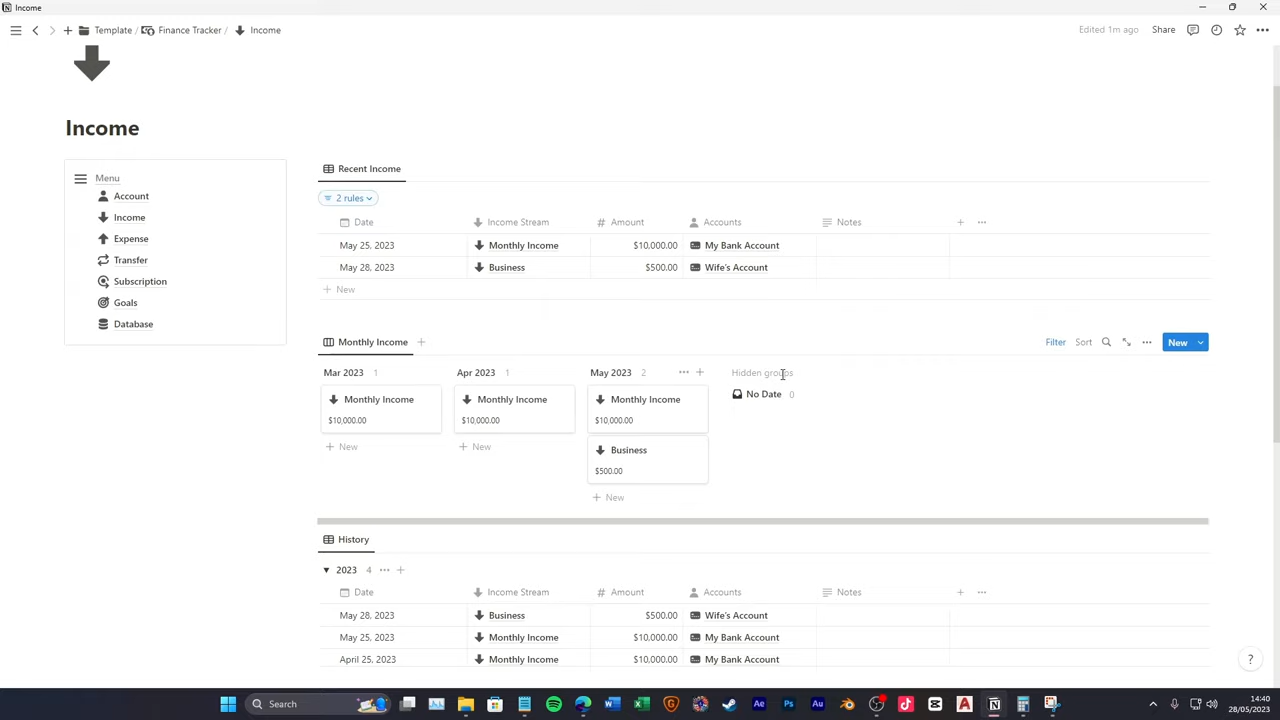 Income
Template / Finance Tracker / Income
Edited 1m ago Share
Income
Menu
Account
Income
Expense
Transfer
Subscription
Goals
Database
Recent Income
2 rules
Date Income Stream # Amount Accounts Notes
May 25, 2023 Monthly Income $10,000.00 My Bank Account
May 28, 2023 Business $500.00 Wife's Account
+ New
Monthly Income +
Filter Sort New
Mar 2023 1 Apr 2023 1 May 2023 2 Hidden groups
Monthly Income Monthly Income Monthly Income No Date 0
$10,000.00 $10,000.00 $10,000.00
+ New + New Business
$500.00
+ New
History
2023 4
Date Income Stream # Amount Accounts Notes
May 28, 2023 Business $500.00 Wife's Account
May 25, 2023 Monthly Income $10,000.00 My Bank Account
April 25, 2023 Monthly Income $10,000.00 My Bank Account
?
Search
14:40
28/05/2023